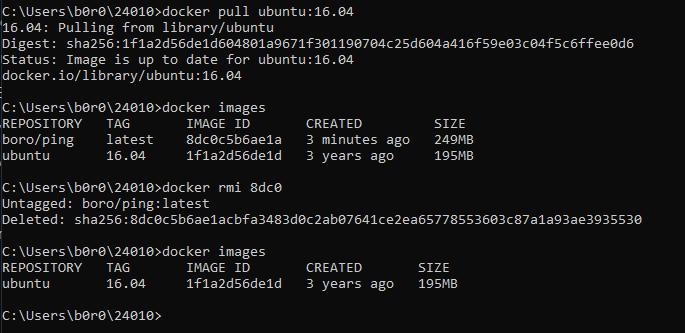 C:\Users\b0r0\24010>docker pull ubuntu:16.04
16.04: Pulling from library/ubuntu
Digest: sha256:1f1a2d56de1d604801a9671f301190704c25d604a416f59e03c04f5c6ffee0d6
Status: Image is up to date for ubuntu:16.04
docker.io/library/ubuntu:16.04
C:\Users\b0r0\24010>docker images
REPOSITORY   TAG       IMAGE ID       CREATED         SIZE
boro/ping    latest    8dc0c5b6ae1a   3 minutes ago   249MB
ubuntu       16.04     1f1a2d56de1d   3 years ago     195MB
C:\Users\b0r0\24010>docker rmi 8dc0
Untagged: boro/ping:latest
Deleted: sha256:8dc0c5b6ae1acbfa3483d0c2ab07641ce2ea65778553603c87a1a93ae3935530
C:\Users\b0r0\24010>docker images
REPOSITORY   TAG       IMAGE ID       CREATED       SIZE
ubuntu       16.04     1f1a2d56de1d   3 years ago   195MB
C:\Users\b0r0\24010>